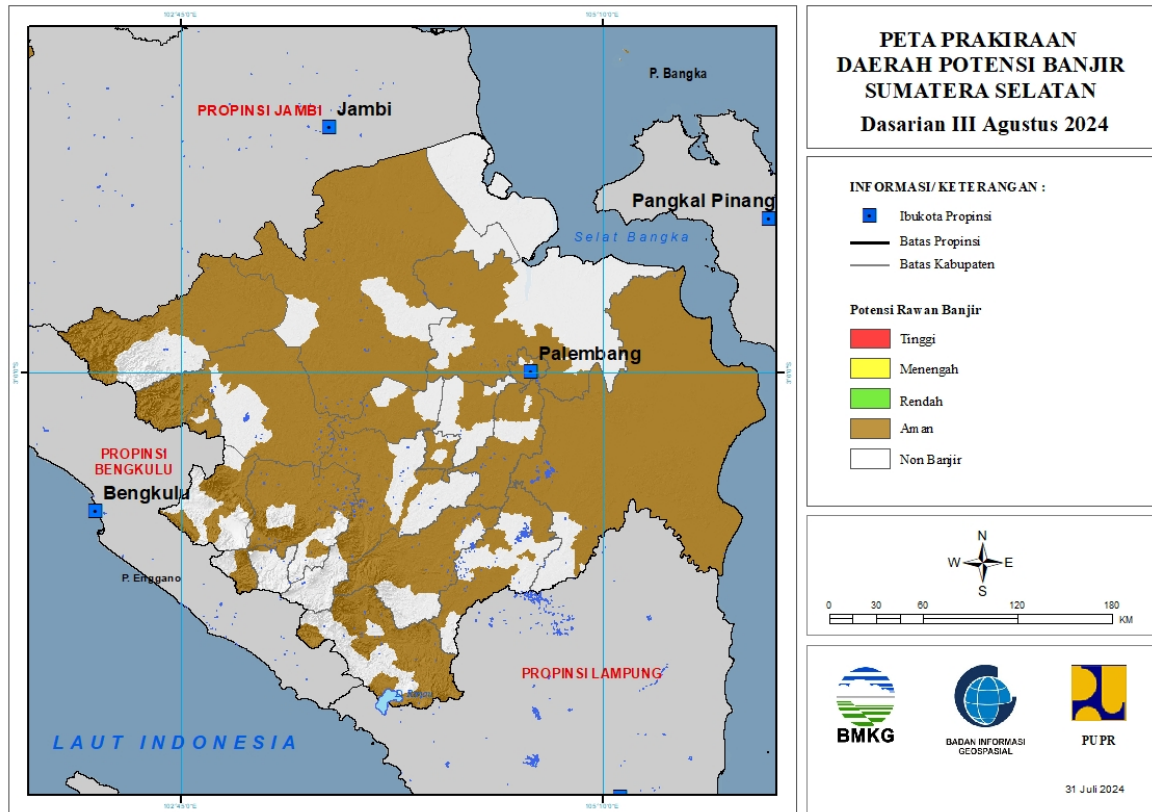 PETA PRAKIRAAN
DAERAH POTENSI BANJIR
SUMATERA SELATAN
Dasarian III Agustus 2024
INFORMASI/ KETERANGAN :
Ibukota Propinsi
Batas Propinsi
Batas Kabupaten
Potensi Rawan Banjir
Tinggi
Menengah
Rendah
Aman
Non Banjir
N
W E
S
0 30 60 120 180
KM
BMKG
BADAN INFORMASI
GEOSPASIAL
PUPR
31 Juli 2024
P. Bangka
PROPINSI JAMBI
Jambi
Pangkal Pinang
Selat Bangka
Palembang
PROPINSI
BENGKULU
Bengkulu
P. Enggano
PROPINSI LAMPUNG
D. Ranau
LAUT INDONESIA